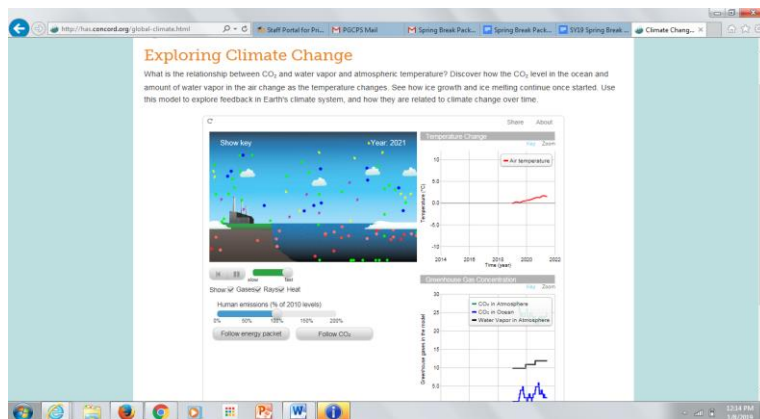 http://has.concord.org/global-climate.html
Staff Portal for Pri...
PGCPS Mail
Spring Break Pack...
Spring Break Pack...
SY19 Spring Break ...
Climate Chang...
Exploring Climate Change
What is the relationship between CO₂ and water vapor and atmospheric temperature? Discover how the CO₂ level in the ocean and
amount of water vapor in the air change as the temperature changes. See how ice growth and ice melting continue once started. Use
this model to explore feedback in Earth's climate system, and how they are related to climate change over time.
Share About
Show key
Year: 2021
Temperature Change
Key Zoom
Air temperature
10
5.0
0.0
-5.0
-10
Temperature (°C)
2014 2016 2018 2020 2022
Time (year)
slow fast
Show: Gases Rays Heat
Human emissions (% of 2010 levels)
0% 50% 100% 150% 200%
Follow energy packet
Follow CO₂
Greenhouse Gas Concentration
Key Zoom
CO₂ in Atmosphere
CO₂ in Ocean
Water Vapor in Atmosphere
30
25
20
15
10
5.0
Greenhouse gases in the model
12:14 PM